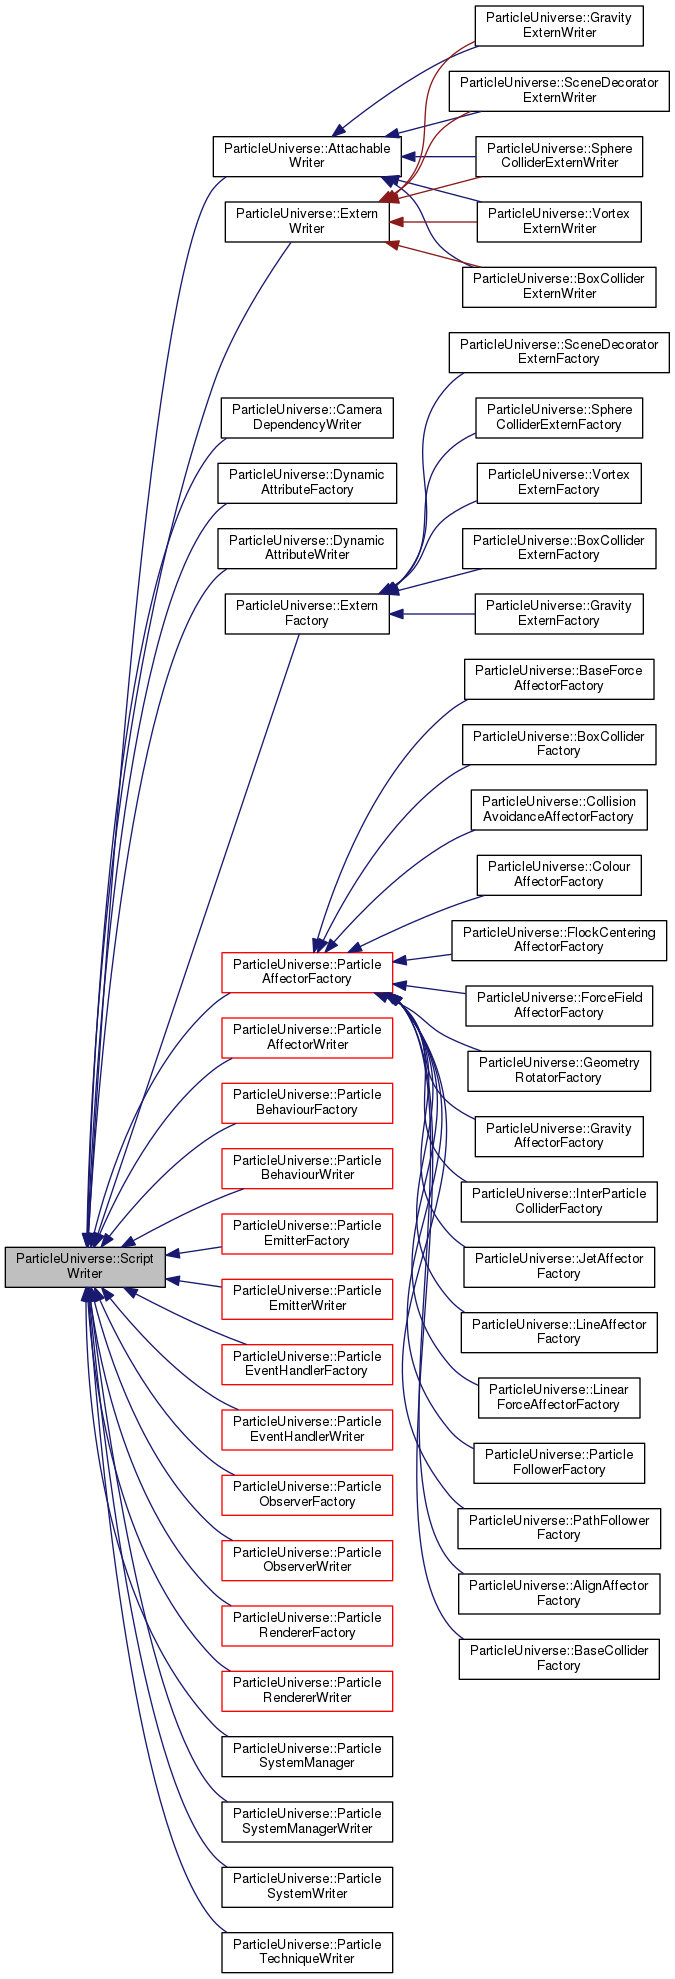 ParticleUniverse::Script
Writer
ParticleUniverse::Attachable
Writer
ParticleUniverse::Extern
Writer
ParticleUniverse::Camera
DependencyWriter
ParticleUniverse::Dynamic
AttributeFactory
ParticleUniverse::Dynamic
AttributeWriter
ParticleUniverse::Extern
Factory
ParticleUniverse::Particle
AffectorFactory
ParticleUniverse::Particle
AffectorWriter
ParticleUniverse::Particle
BehaviourFactory
ParticleUniverse::Particle
BehaviourWriter
ParticleUniverse::Particle
EmitterFactory
ParticleUniverse::Particle
EmitterWriter
ParticleUniverse::Particle
EventHandlerFactory
ParticleUniverse::Particle
EventHandlerWriter
ParticleUniverse::Particle
ObserverFactory
ParticleUniverse::Particle
ObserverWriter
ParticleUniverse::Particle
RendererFactory
ParticleUniverse::Particle
RendererWriter
ParticleUniverse::Particle
SystemManager
ParticleUniverse::Particle
SystemManagerWriter
ParticleUniverse::Particle
SystemWriter
ParticleUniverse::Particle
TechniqueWriter
ParticleUniverse::Gravity
ExternWriter
ParticleUniverse::SceneDecorator
ExternWriter
ParticleUniverse::Sphere
ColliderExternWriter
ParticleUniverse::Vortex
ExternWriter
ParticleUniverse::BoxCollider
ExternWriter
ParticleUniverse::SceneDecorator
ExternFactory
ParticleUniverse::Sphere
ColliderExternFactory
ParticleUniverse::Vortex
ExternFactory
ParticleUniverse::BoxCollider
ExternFactory
ParticleUniverse::Gravity
ExternFactory
ParticleUniverse::BaseForce
AffectorFactory
ParticleUniverse::BoxCollider
Factory
ParticleUniverse::Collision
AvoidanceAffectorFactory
ParticleUniverse::Colour
AffectorFactory
ParticleUniverse::FlockCentering
AffectorFactory
ParticleUniverse::ForceField
AffectorFactory
ParticleUniverse::Geometry
RotatorFactory
ParticleUniverse::Gravity
AffectorFactory
ParticleUniverse::InterParticle
ColliderFactory
ParticleUniverse::JetAffector
Factory
ParticleUniverse::LineAffector
Factory
ParticleUniverse::Linear
ForceAffectorFactory
ParticleUniverse::Particle
FollowerFactory
ParticleUniverse::PathFollower
Factory
ParticleUniverse::AlignAffector
Factory
ParticleUniverse::BaseCollider
Factory